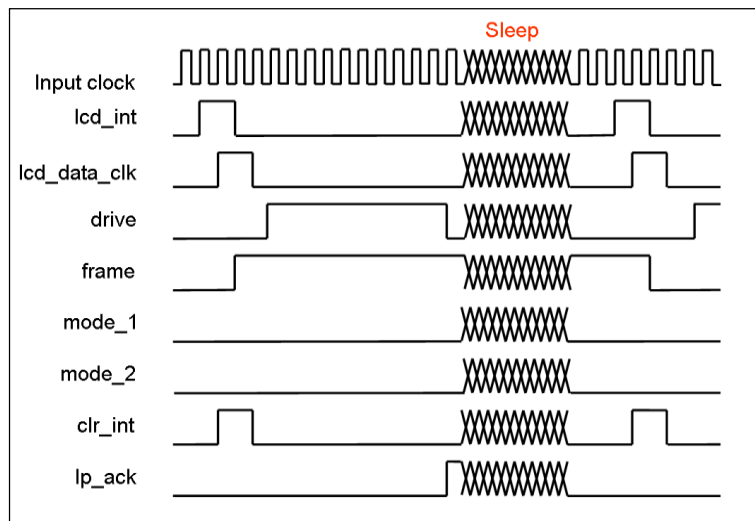 Sleep
Input clock
lcd_int
lcd_data_clk
drive
frame
mode_1
mode_2
clr_int
lp_ack